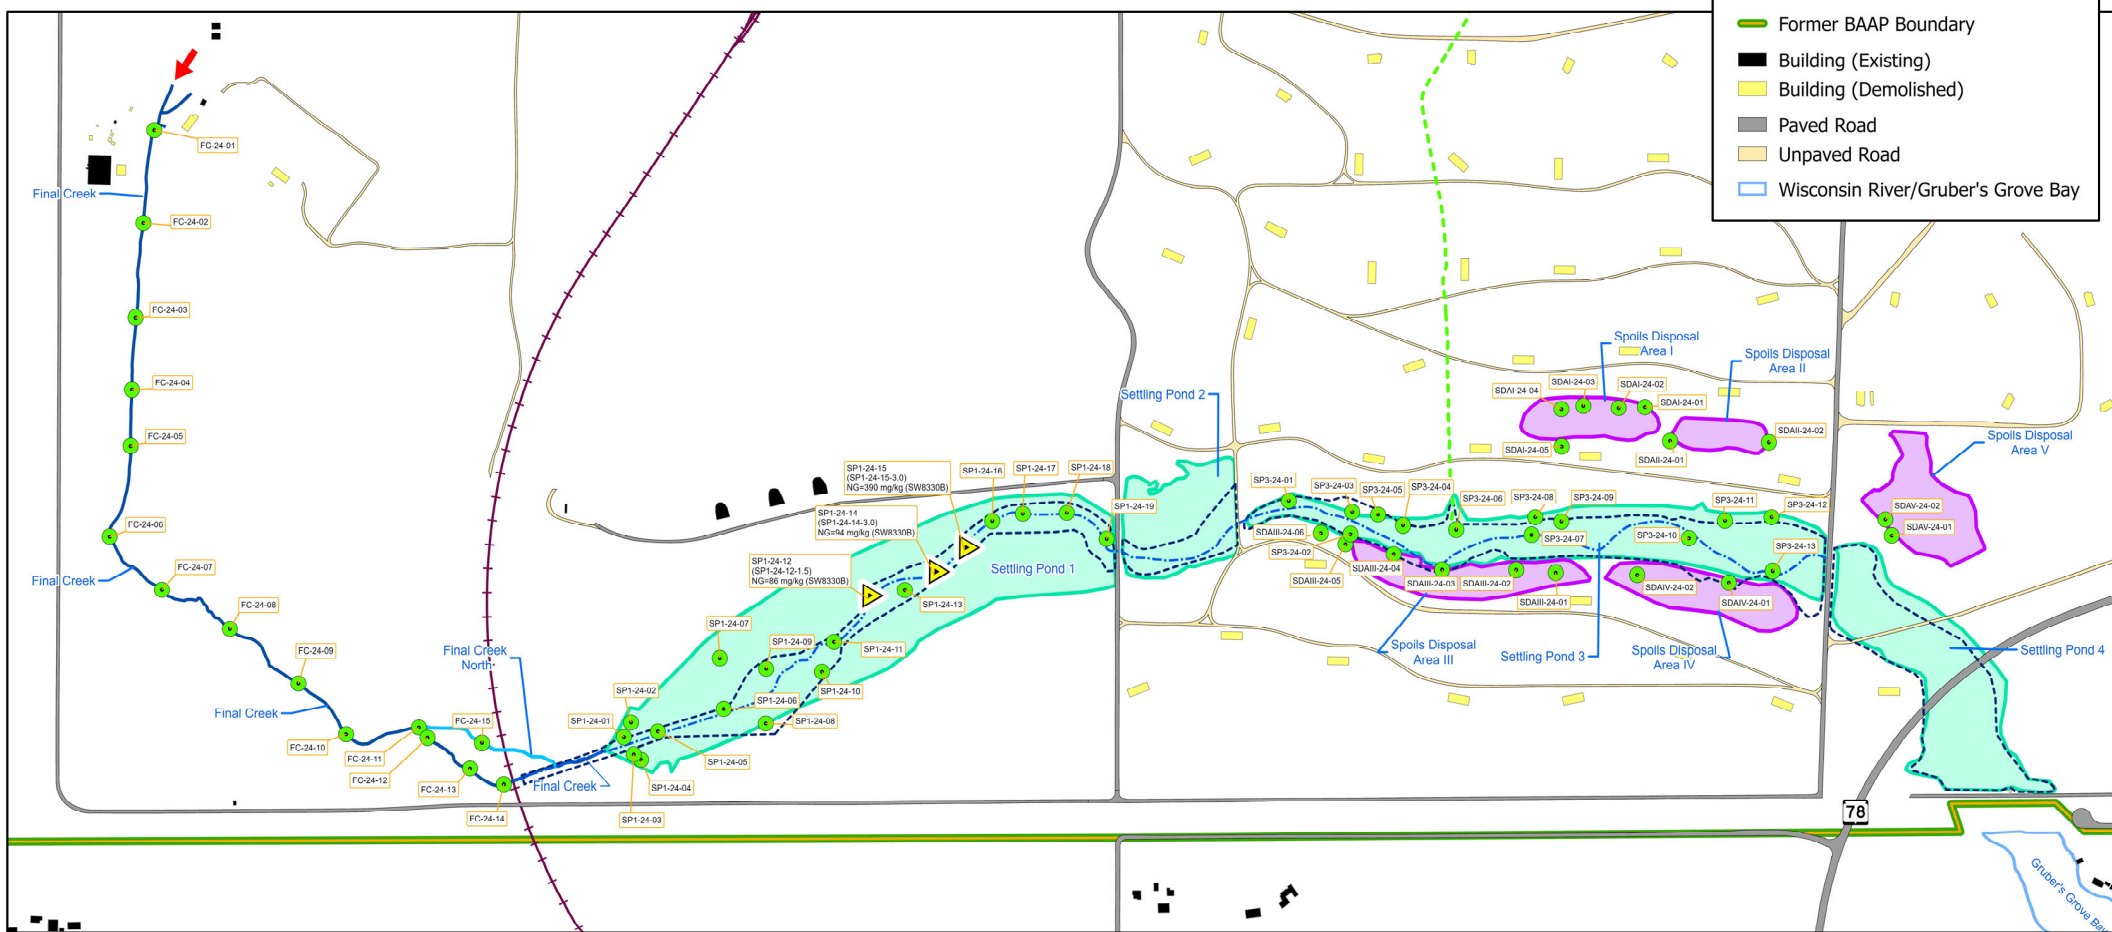 Former BAAP Boundary
Building (Existing)
Building (Demolished)
Paved Road
Unpaved Road
Wisconsin River/Gruber's Grove Bay
FC-24-01
Final Creek
FC-24-02
FC-24-03
FC-24-04
FC-24-05
FC-24-06
Final Creek
FC-24-07
FC-24-08
FC-24-09
Final Creek
FC-24-10
FC-24-11
FC-24-12
FC-24-13
FC-24-14
FC-24-15
Final Creek
North
Final Creek
SP1-24-01
SP1-24-02
SP1-24-03
SP1-24-04
SP1-24-05
SP1-24-06
SP1-24-07
SP1-24-08
SP1-24-09
SP1-24-10
SP1-24-11
SP1-24-12
(SP1-24-12-1.5)
NG=86 mg/kg (SW8330B)
SP1-24-13
SP1-24-14
(SP1-24-14-3.0)
NG=94 mg/kg (SW8330B)
SP1-24-15
(SP1-24-15-3.0)
NG=390 mg/kg (SW8330B)
SP1-24-16
SP1-24-17
SP1-24-18
SP1-24-19
Settling Pond 1
Settling Pond 2
SP3-24-01
SP3-24-02
SP3-24-03
SP3-24-05
SP3-24-04
SP3-24-06
SP3-24-07
SP3-24-08
SP3-24-09
SP3-24-10
SP3-24-11
SP3-24-12
SP3-24-13
Settling Pond 3
Spoils Disposal
Area I
SDAI-24-04
SDAI-24-03
SDAI-24-02
SDAI-24-01
SDAI-24-05
Spoils Disposal
Area II
SDAII-24-01
SDAII-24-02
SDAIII-24-06
SDAIII-24-05
SDAIII-24-04
SDAIII-24-03
SDAIII-24-02
SDAIII-24-01
Spoils Disposal
Area III
SDAIV-24-02
SDAIV-24-01
Spoils Disposal
Area IV
Spoils Disposal
Area V
SDAV-24-02
SDAV-24-01
Settling Pond 4
78
Gruber's Grove Bay